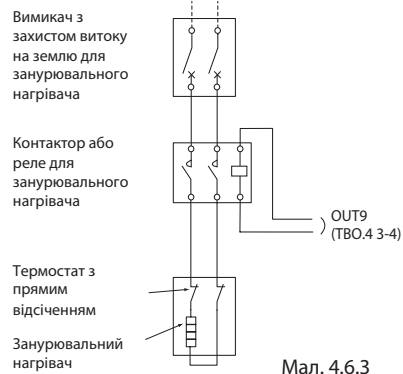 Вимикач з
захистом витоку
на землю для
занурювального
нагрівача
Контактор або
реле для
занурювального
нагрівача
OUT9
(TBO.4 3-4)
Термостат з
прямим
відсіченням
Занурювальний
нагрівач
Мал. 4.6.3